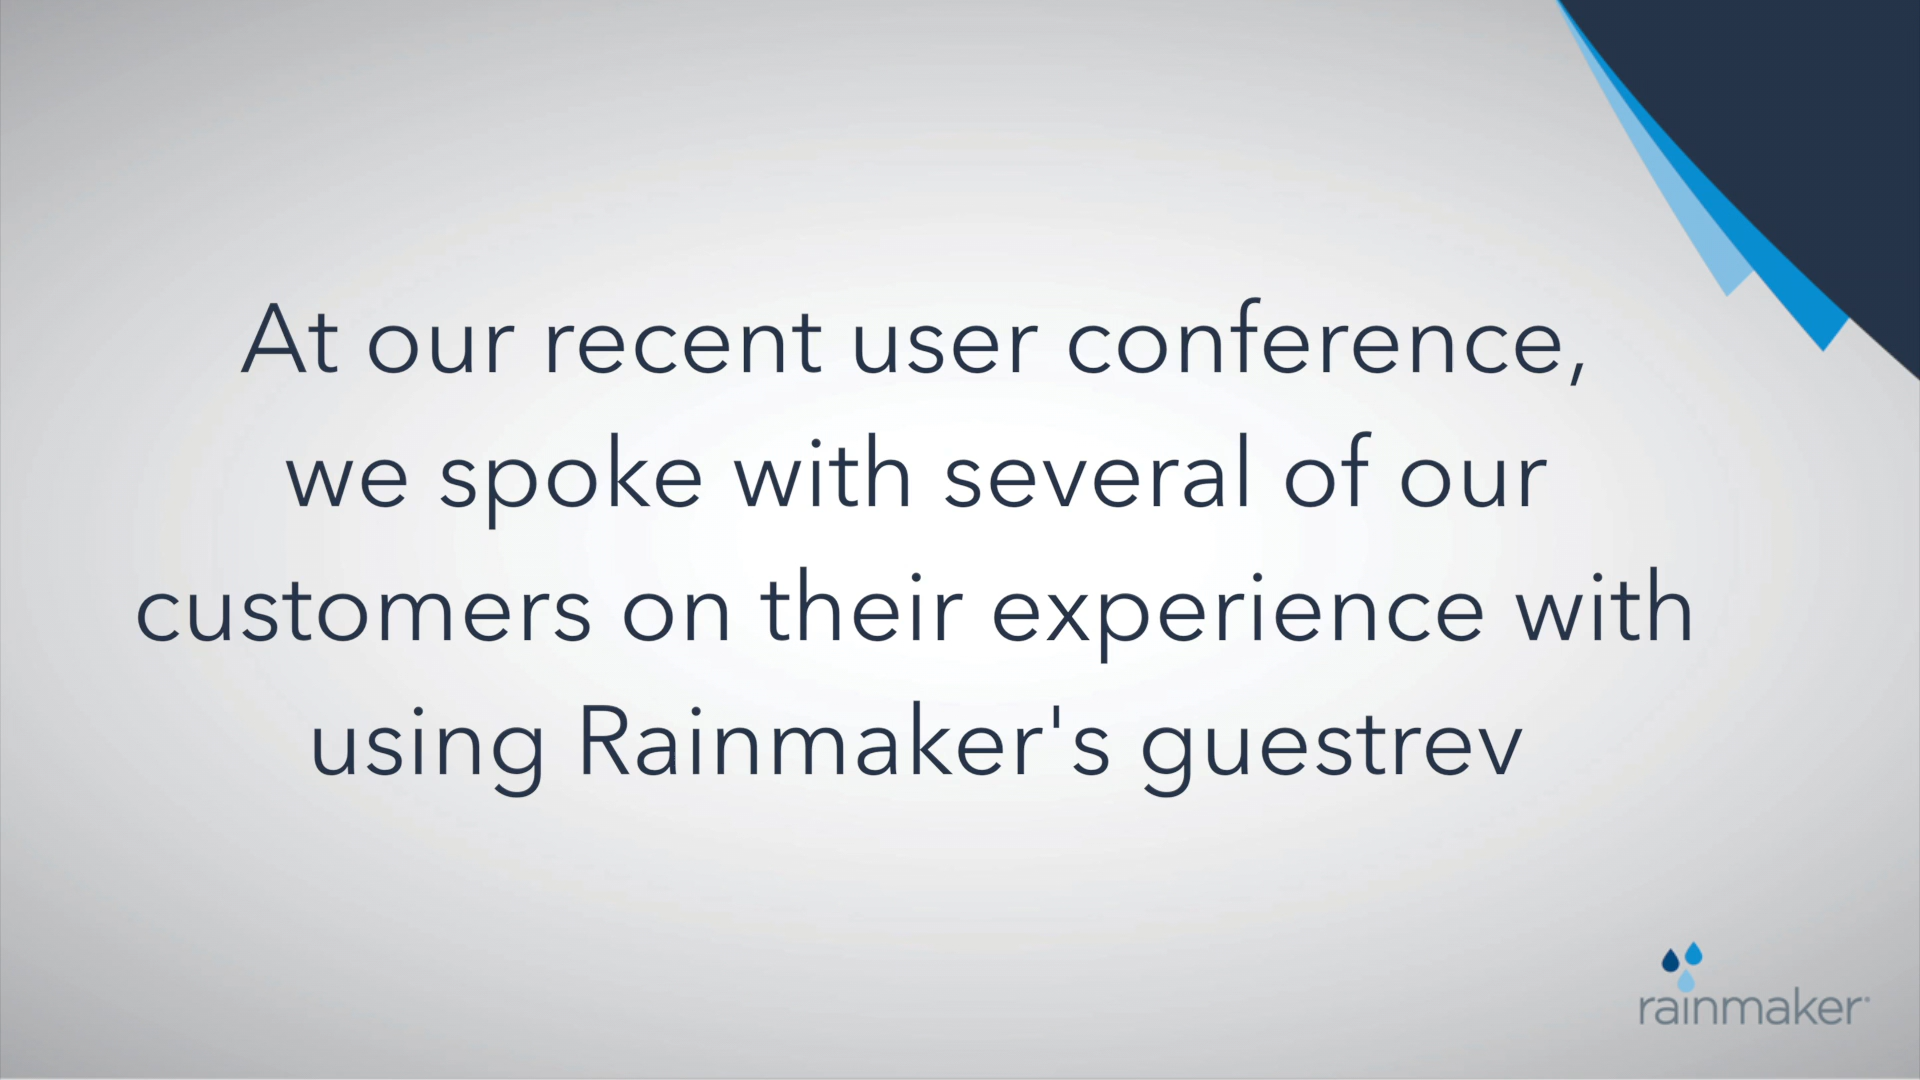 At our recent user conference,
we spoke with several of our
customers on their experience with
using Rainmaker's guestrev
rainmaker